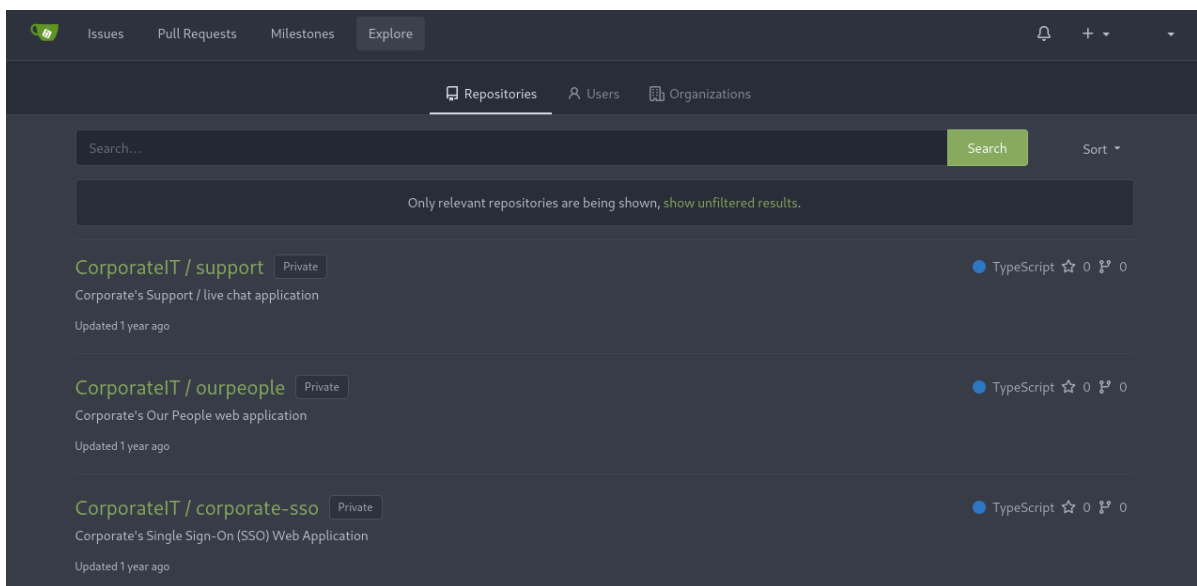 Issues Pull Requests Milestones Explore
Repositories Users Organizations
Search... Search Sort
Only relevant repositories are being shown, show unfiltered results.
CorporateIT / support Private TypeScript 0 0
Corporate's Support / live chat application
Updated 1 year ago
CorporateIT / ourpeople Private TypeScript 0 0
Corporate's Our People web application
Updated 1 year ago
CorporateIT / corporate-sso Private TypeScript 0 0
Corporate's Single Sign-On (SSO) Web Application
Updated 1 year ago